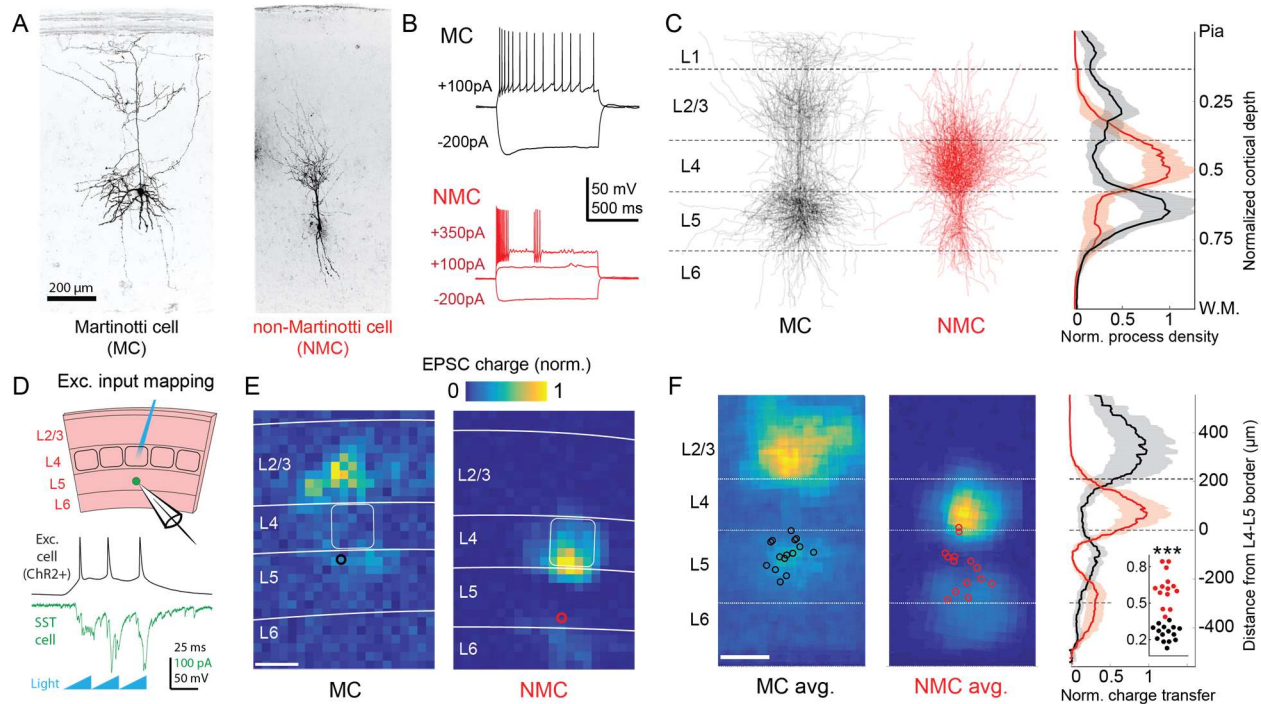 A
200 µm
Martinotti cell
(MC)
non-Martinotti cell
(NMC)
B
MC
+100pA
-200pA
NMC
+350pA
+100pA
-200pA
50 mV
500 ms
C
L1
L2/3
L4
L5
L6
MC
NMC
Pia
0.25
0.5
0.75
W.M.
Normalized cortical depth
0 0.5 1
Norm. process density
D
Exc. input mapping
L2/3
L4
L5
L6
Exc.
cell
(ChR2+)
SST
cell
Light
25 ms
100 pA
50 mV
E
EPSC charge (norm.)
0 1
L2/3
L4
L5
L6
MC
L2/3
L4
L5
L6
NMC
F
L2/3
L4
L5
L6
MC avg.
NMC avg.
400
200
0
-200
-400
Distance from L4-L5 border (µm)
***
0.8
0.5
0.2
0 1
Norm. charge transfer